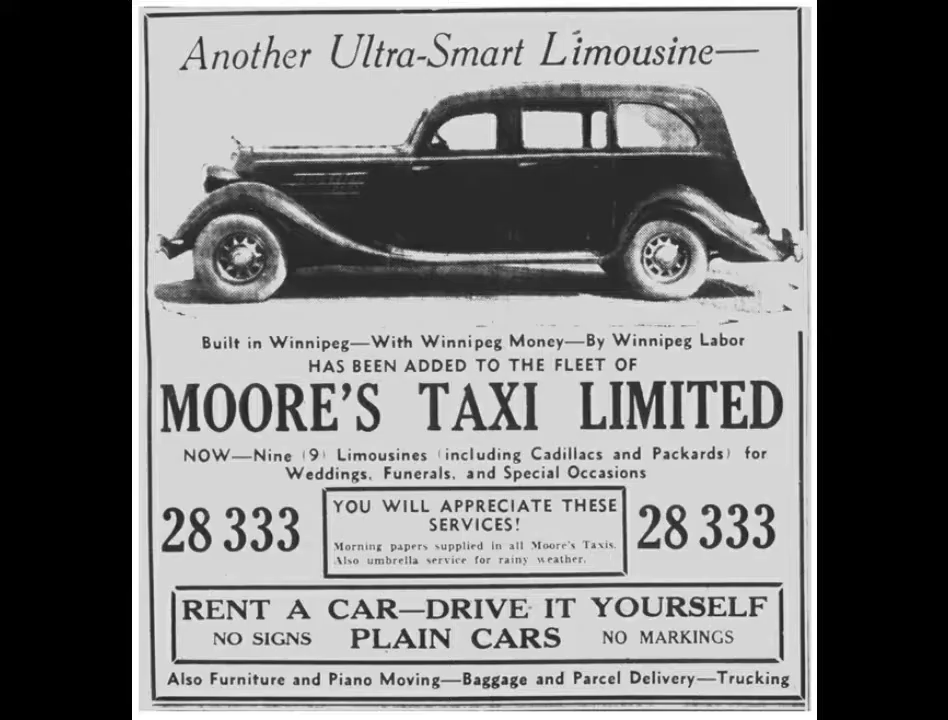 Another Ultra-Smart Limousine—
Built in Winnipeg—With Winnipeg Money—By Winnipeg Labor
HAS BEEN ADDED TO THE FLEET OF
MOORE'S TAXI LIMITED
NOW—Nine (9) Limousines (including Cadillacs and Packards) for
Weddings, Funerals, and Special Occasions
28 333
YOU WILL APPRECIATE THESE
SERVICES!
Morning papers supplied in all Moore's Taxis.
Also umbrella service for rainy weather.
28 333
RENT A CAR—DRIVE IT YOURSELF
NO SIGNS PLAIN CARS NO MARKINGS
Also Furniture and Piano Moving—Baggage and Parcel Delivery—Trucking